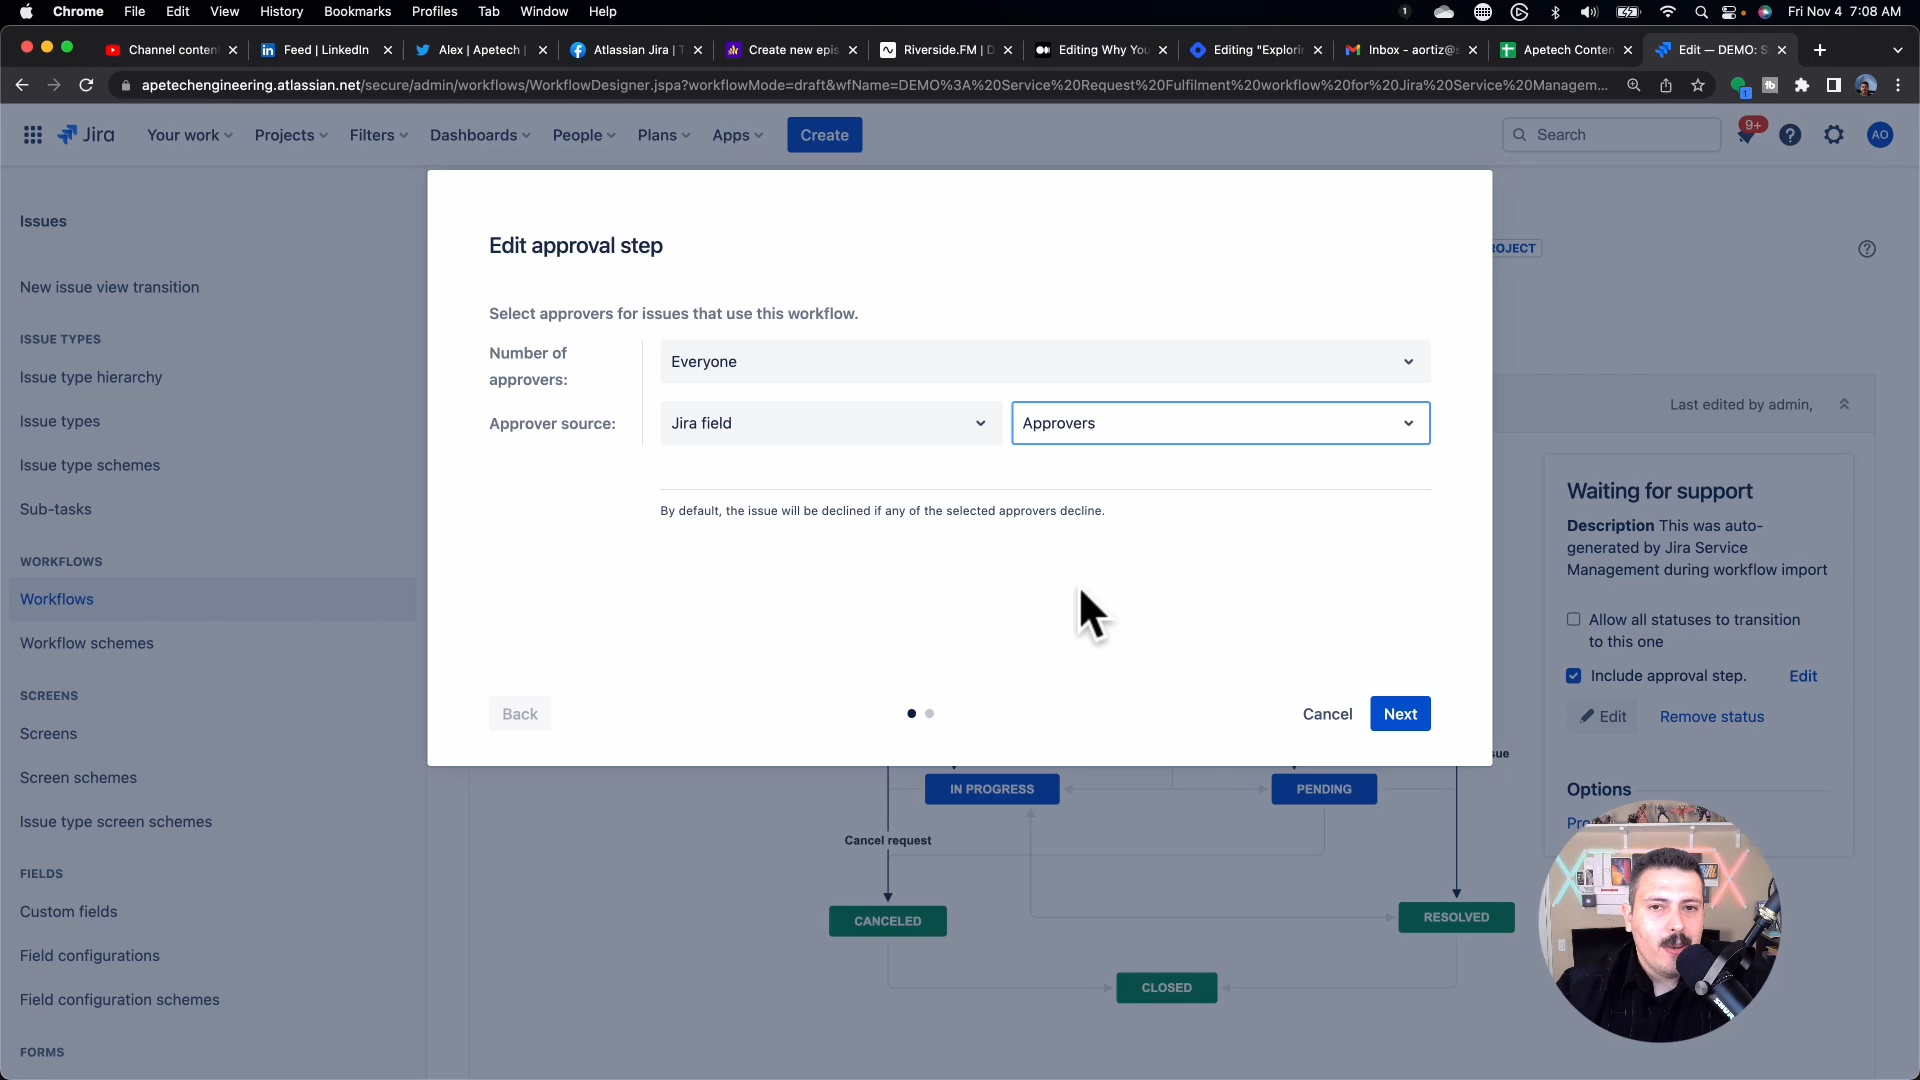 Chrome File Edit View History Bookmarks Profiles Tab Window Help
1
Fri Nov 4 7:08 AM
Channel conten
Feed | LinkedIn
Alex | Apetech |
Atlassian Jira | T
Create new epis
Riverside.FM | D
Editing Why You
Editing "Explorin
Inbox - aortiz@s
Apetech Conten
Edit — DEMO: S
apetechengineering.atlassian.net/secure/admin/workflows/WorkflowDesigner.jspa?workflowMode=draft&wfName=DEMO%3A%20Service%20Request%20Fulfilment%20workflow%20for%20Jira%20Service%20Managem...
1
Jira
Your work
Projects
Filters
Dashboards
People
Plans
Apps
Create
Search
9+
AO
Issues
New issue view transition
ISSUE TYPES
Issue type hierarchy
Issue types
Issue type schemes
Sub-tasks
WORKFLOWS
Workflows
Workflow schemes
SCREENS
Screens
Screen schemes
Issue type screen schemes
FIELDS
Custom fields
Field configurations
Field configuration schemes
FORMS
Edit approval step
Select approvers for issues that use this workflow.
Number of
approvers:
Everyone
Approver source:
Jira field
Approvers
By default, the issue will be declined if any of the selected approvers decline.
Back
Cancel
Next
ROJECT
Last edited by admin,
Waiting for support
Description This was auto-
generated by Jira Service
Management during workflow import
Allow all statuses to transition
to this one
Include approval step.
Edit
Edit
Remove status
Options
sue
IN PROGRESS
PENDING
Cancel request
CANCELED
RESOLVED
CLOSED
SHURE